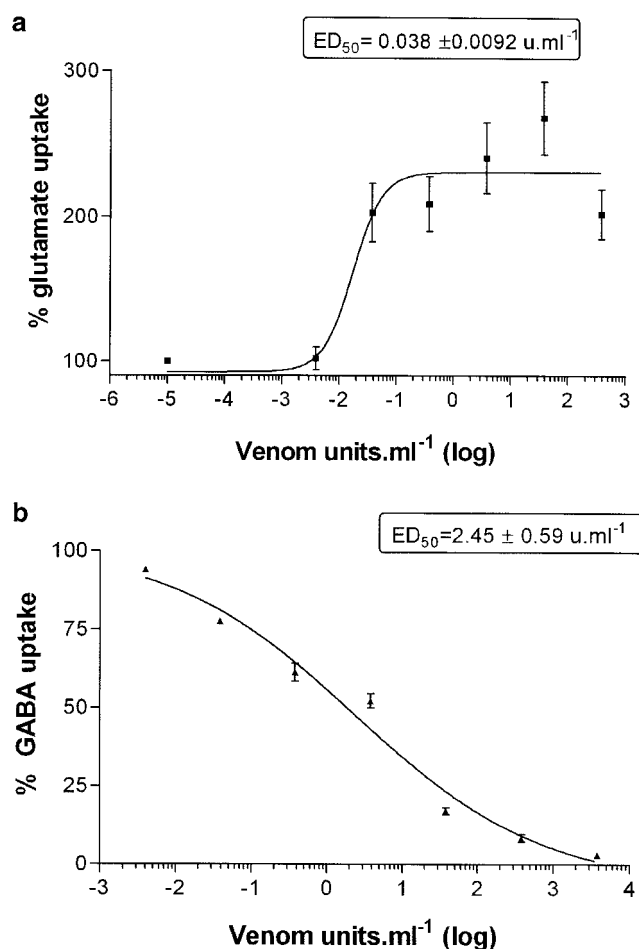 a
ED50= 0.038 ±0.0092 u.ml-1
300
200
100
% glutamate uptake
-6 -5 -4 -3 -2 -1 0 1 2 3
Venom units.ml-1 (log)
b
ED50=2.45 ± 0.59 u.ml-1
100
75
50
25
0
% GABA uptake
-3 -2 -1 0 1 2 3 4
Venom units.ml-1 (log)